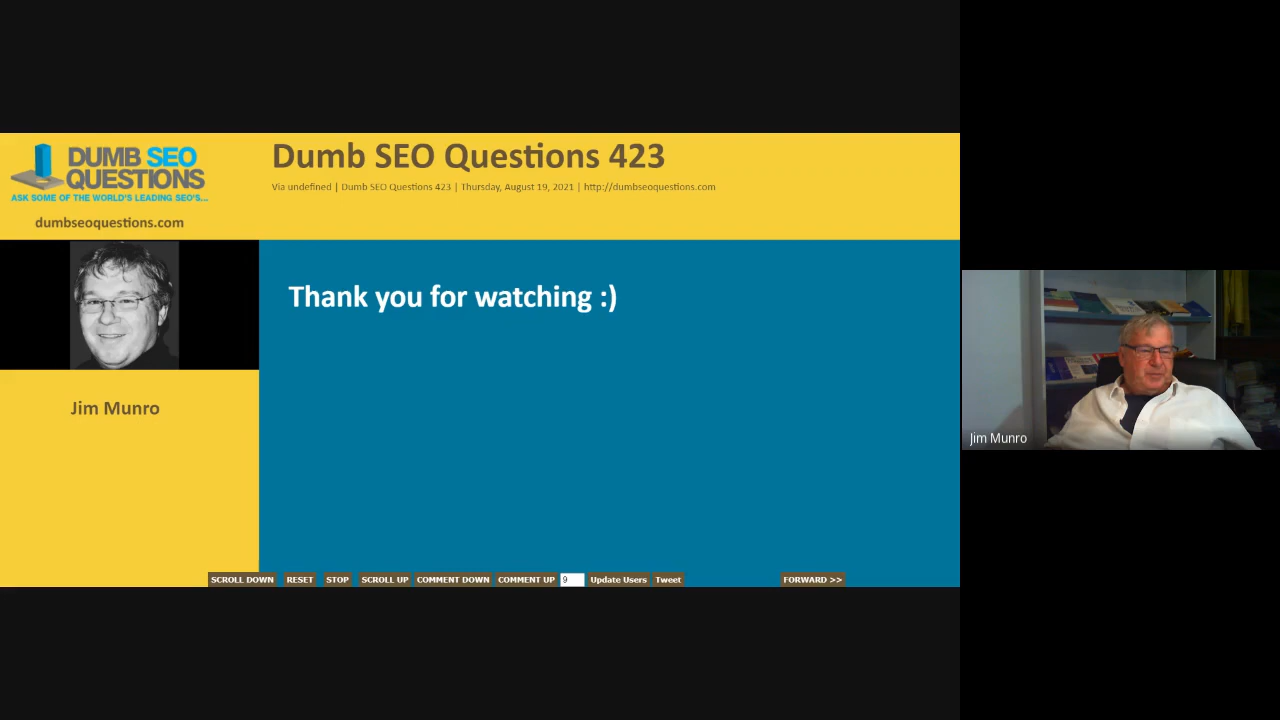 DUMB SEO
QUESTIONS
ASK SOME OF THE WORLD'S LEADING SEO'S...
dumbseoquestions.com
Dumb SEO Questions 423
Via undefined | Dumb SEO Questions 423 | Thursday, August 19, 2021 | http://dumbseoquestions.com
Jim Munro
Thank you for watching :)
SCROLL DOWN RESET STOP SCROLL UP COMMENT DOWN COMMENT UP 9 Update Users Tweet FORWARD >>
Jim Munro